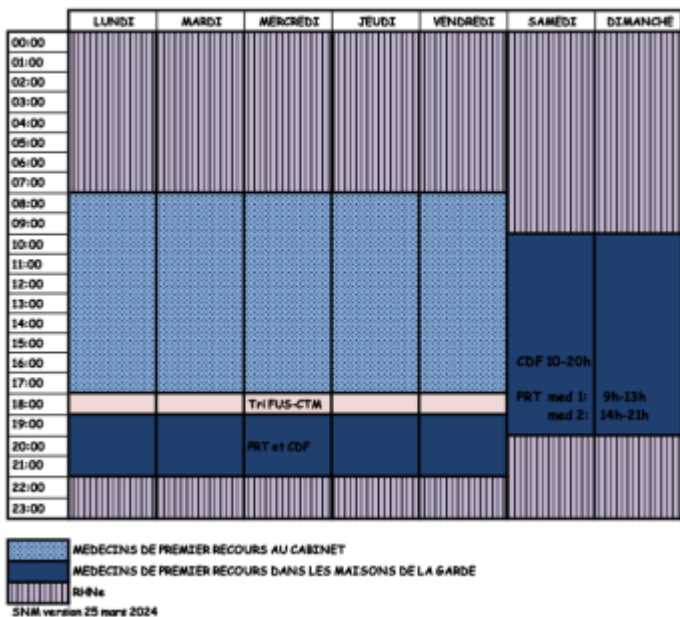 LUNDI MARDI MERCREDI JEUDI VENDREDI SAMEDI DIMANCHE
00:00
01:00
02:00
03:00
04:00
05:00
06:00
07:00
08:00
09:00
10:00
11:00
12:00
13:00
14:00
15:00
16:00 CDF 10-20h
17:00
18:00 Tri FUS-CTM PRT med 1: 9h-13h
med 2: 14h-21h
19:00
20:00 PRT et CDF
21:00
22:00
23:00
MEDECINS DE PREMIER RECOURS AU CABINET
MEDECINS DE PREMIER RECOURS DANS LES MAISONS DE LA GARDE
RHNe
SNM version 25 mars 2024